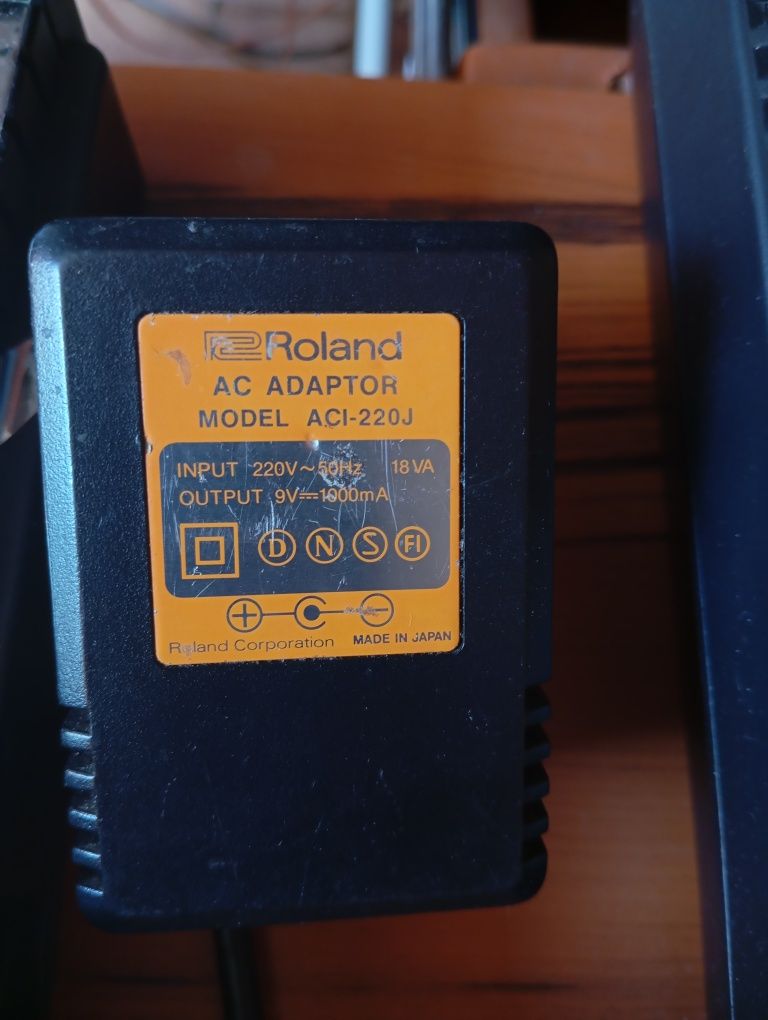 Roland
AC ADAPTOR
MODEL ACI-220J
INPUT 220V~50Hz 18VA
OUTPUT 9V⎓1000mA
D N S FI
+ −
Roland Corporation MADE IN JAPAN